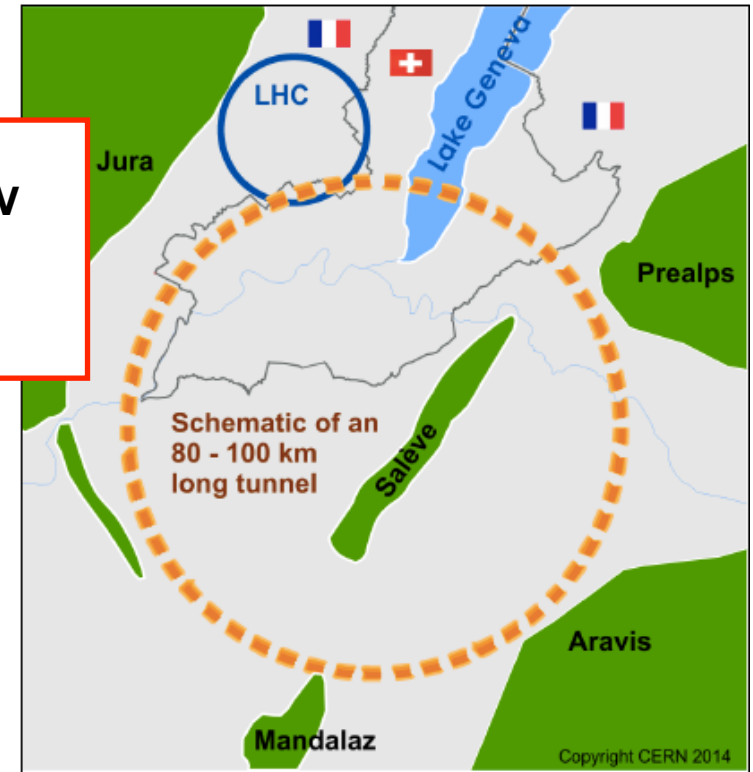 LHC
Lake Geneva
Jura
V
Prealps
Schematic of an
80 - 100 km
long tunnel
Salève
Aravis
Mandalaz
Copyright CERN 2014